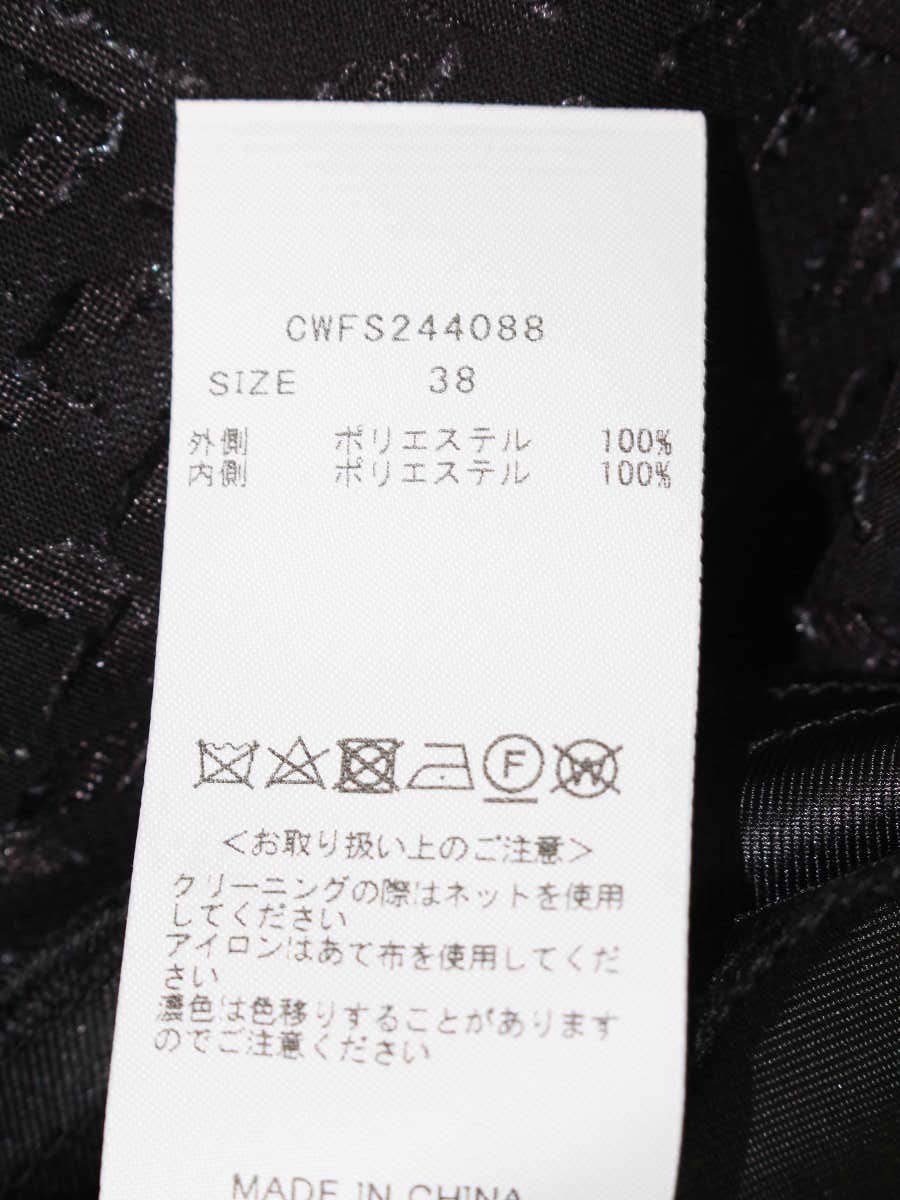 CWFS244088
SIZE 38
外側 ポリエステル 100%
内側 ポリエステル 100%
F W
<お取り扱い上のご注意>
クリーニングの際はネットを使用
してください
アイロンはあて布を使用してくだ
さい
濃色は色移りすることがあります
のでご注意ください
MADE IN CHINA